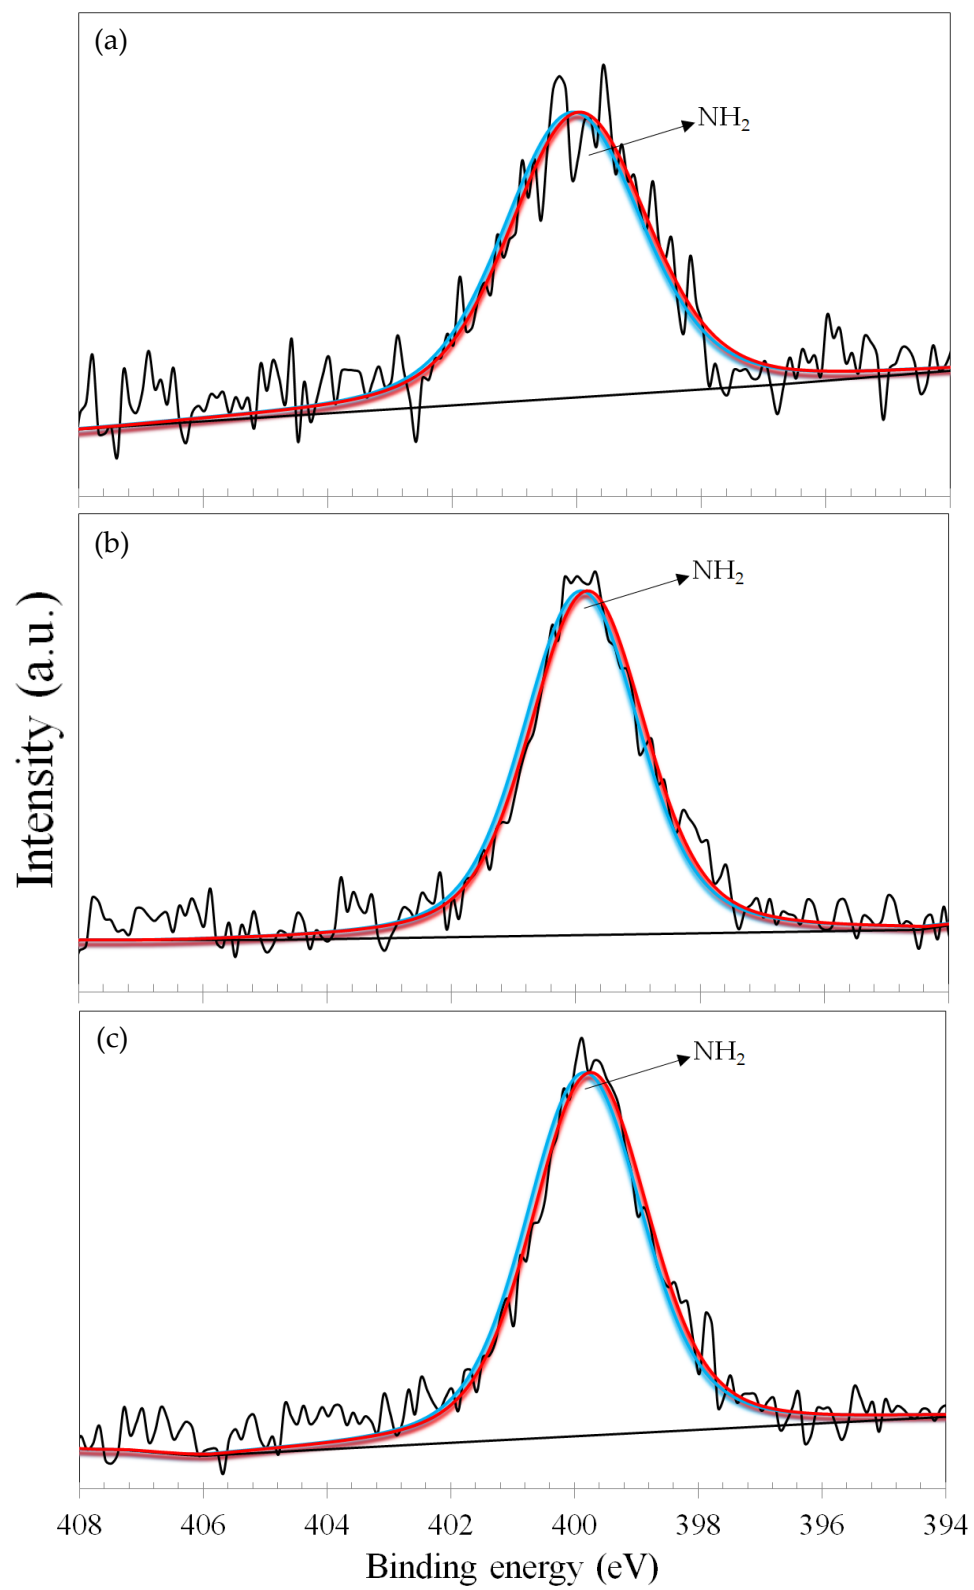 (a)
NH₂
(b)
NH₂
Intensity (a.u.)
(c)
NH₂
408 406 404 402 400 398 396 394
Binding energy (eV)